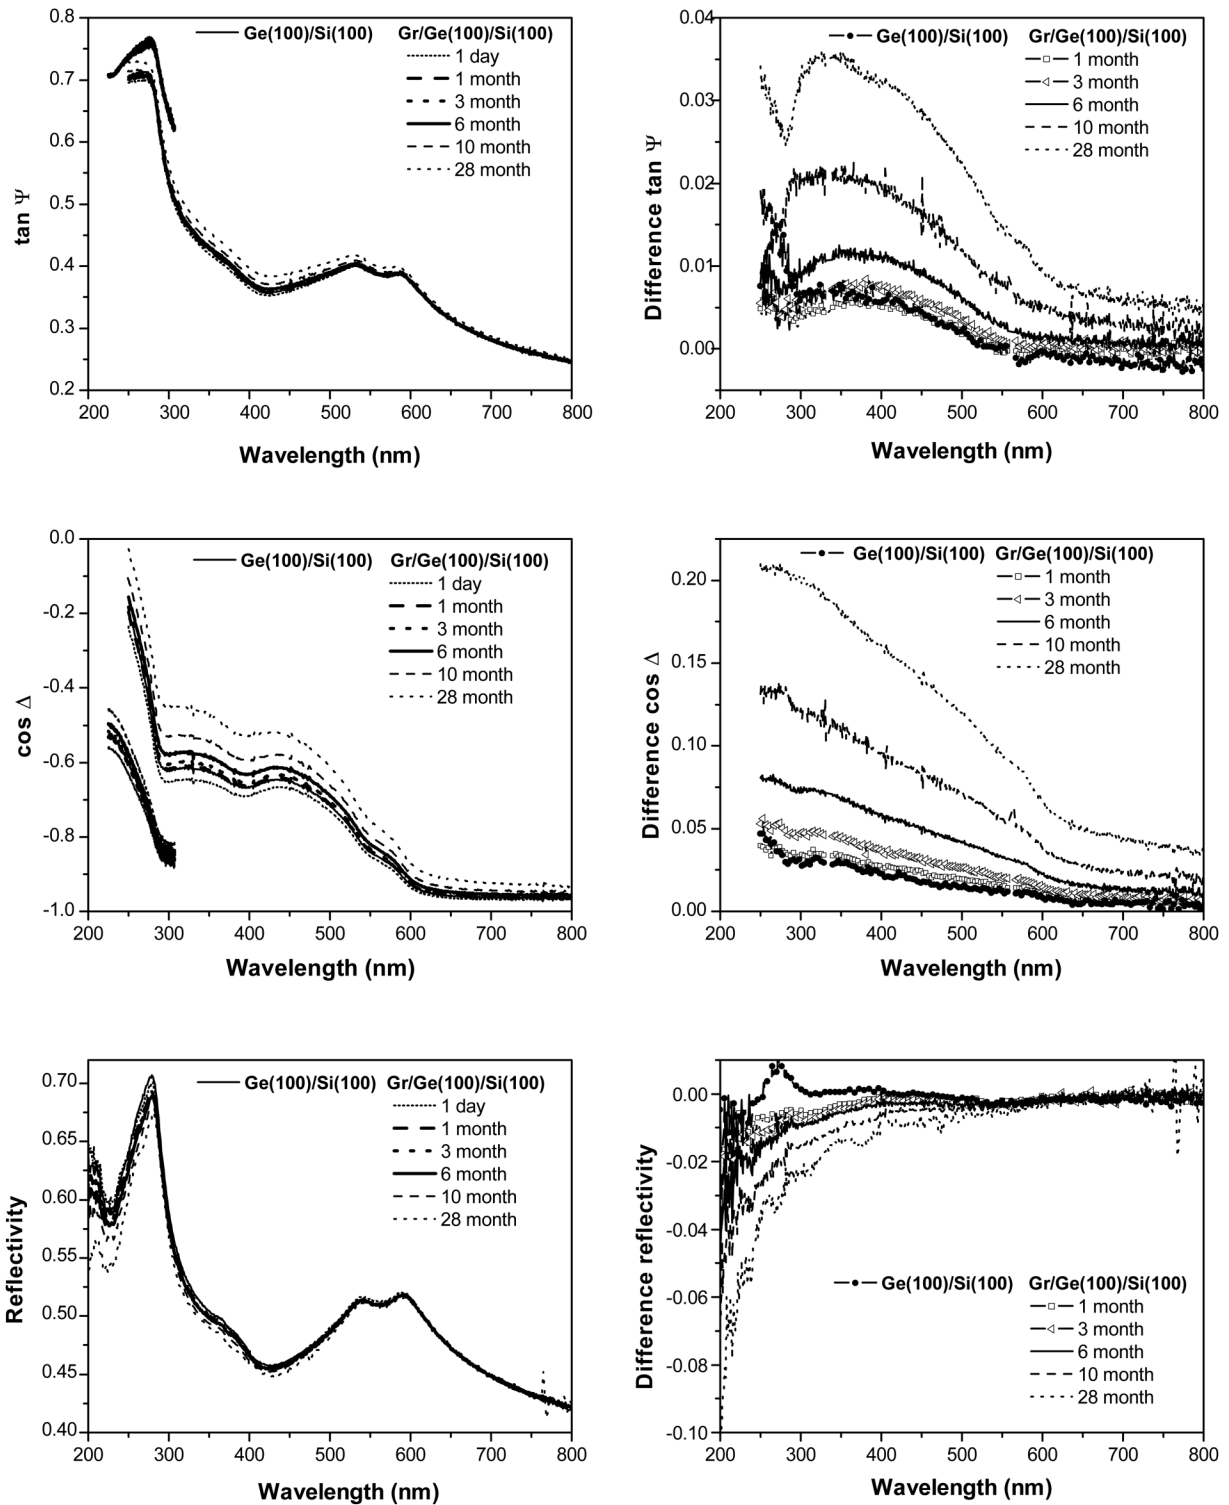 Ge(100)/Si(100) Gr/Ge(100)/Si(100)
1 day
1 month
3 month
6 month
10 month
28 month
0.8
0.7
0.6
0.5
0.4
0.3
0.2
tan Ψ
200 300 400 500 600 700 800
Wavelength (nm)
Ge(100)/Si(100) Gr/Ge(100)/Si(100)
1 month
3 month
6 month
10 month
28 month
0.04
0.03
0.02
0.01
0.00
Difference tan Ψ
200 300 400 500 600 700 800
Wavelength (nm)
Ge(100)/Si(100) Gr/Ge(100)/Si(100)
1 day
1 month
3 month
6 month
10 month
28 month
0.0
-0.2
-0.4
-0.6
-0.8
-1.0
cos Δ
200 300 400 500 600 700 800
Wavelength (nm)
Ge(100)/Si(100) Gr/Ge(100)/Si(100)
1 month
3 month
6 month
10 month
28 month
0.20
0.15
0.10
0.05
0.00
Difference cos Δ
200 300 400 500 600 700 800
Wavelength (nm)
Ge(100)/Si(100) Gr/Ge(100)/Si(100)
1 day
1 month
3 month
6 month
10 month
28 month
0.70
0.65
0.60
0.55
0.50
0.45
0.40
Reflectivity
200 300 400 500 600 700 800
Wavelength (nm)
0.00
-0.02
-0.04
-0.06
-0.08
-0.10
Difference reflectivity
Ge(100)/Si(100) Gr/Ge(100)/Si(100)
1 month
3 month
6 month
10 month
28 month
200 300 400 500 600 700 800
Wavelength (nm)